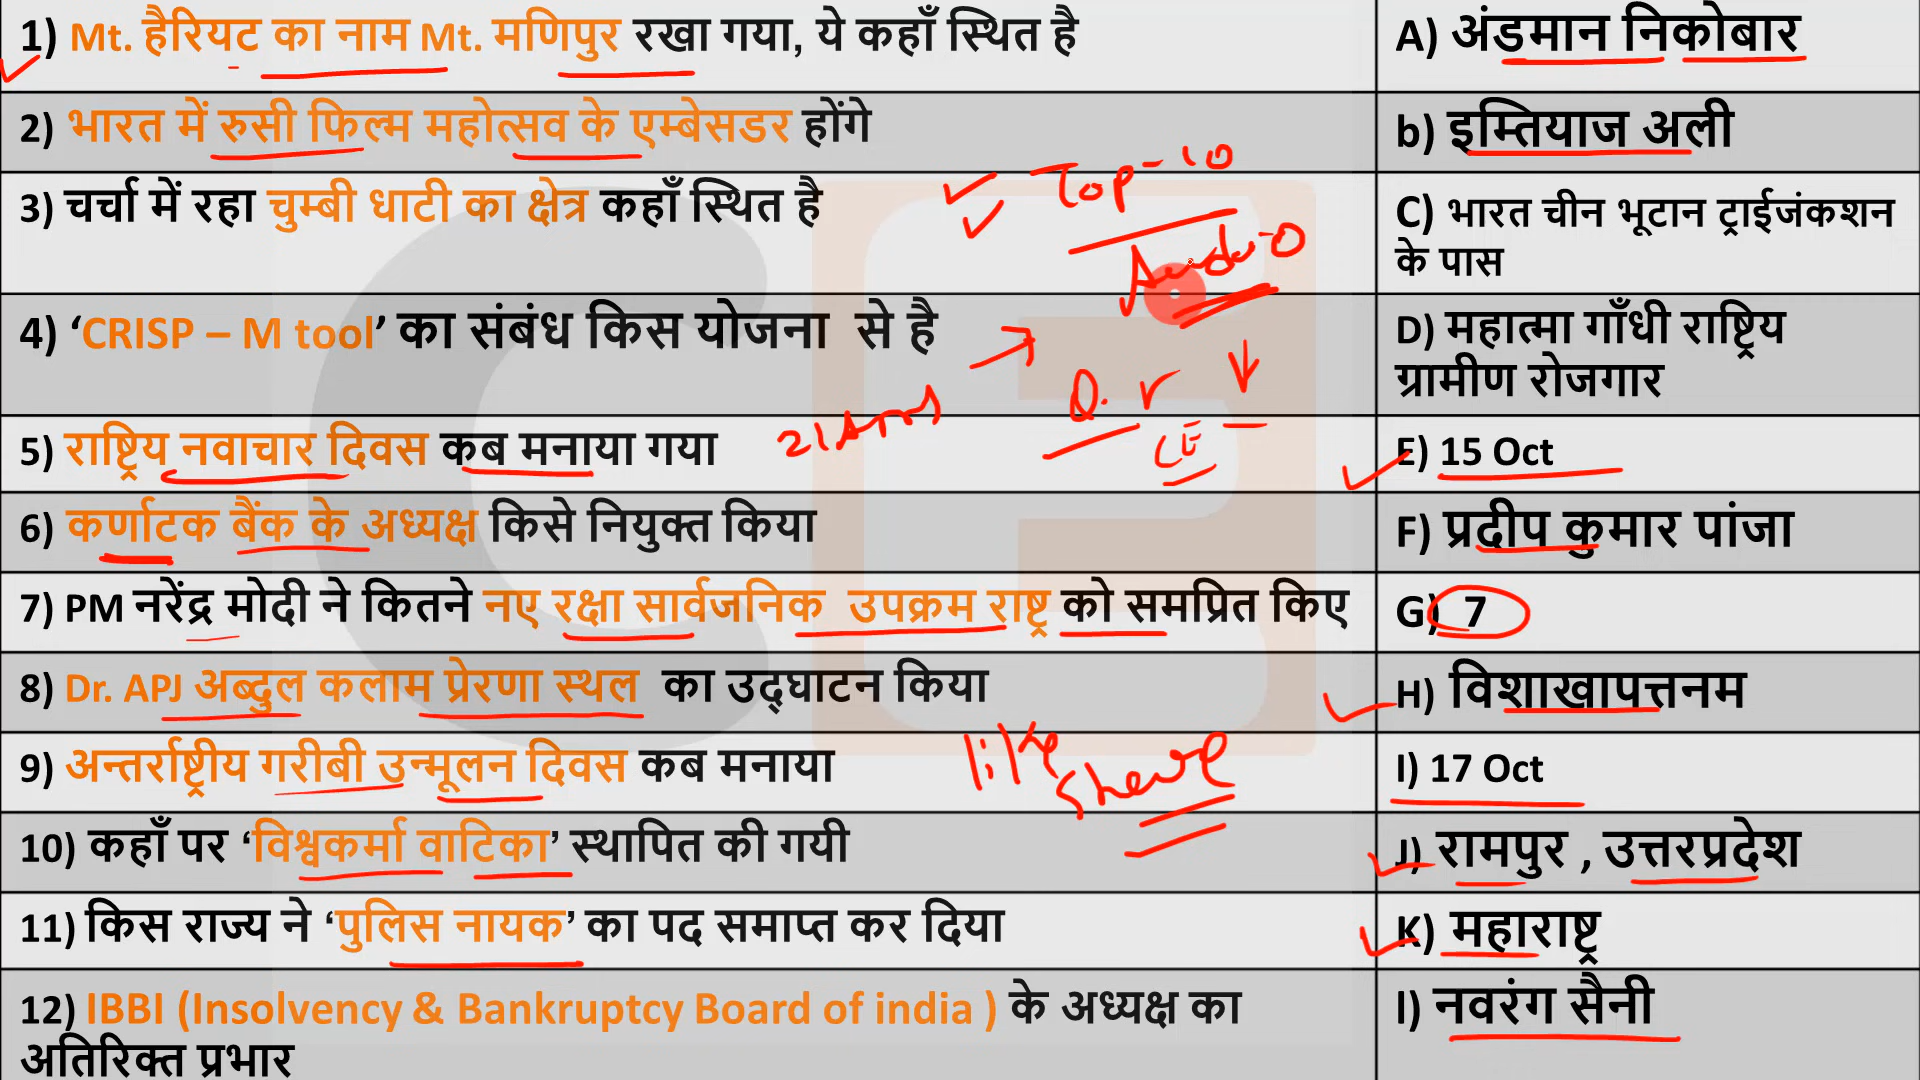 1) Mt. हैरियट का नाम Mt. मणिपुर रखा गया, ये कहाँ स्थित है
A) अंडमान निकोबार
2) भारत में रुसी फिल्म महोत्सव के एम्बेसडर होंगे
b) इम्तियाज अली
3) चर्चा में रहा चुम्बी धाटी का क्षेत्र कहाँ स्थित है
C) भारत चीन भूटान ट्राईजंकशन
के पास
Top-10
4) ‘CRISP – M tool’ का संबंध किस योजना से है
D) महात्मा गाँधी राष्ट्रिय
ग्रामीण रोजगार
5) राष्ट्रिय नवाचार दिवस कब मनाया गया
E) 15 Oct
6) कर्णाटक बैंक के अध्यक्ष किसे नियुक्त किया
F) प्रदीप कुमार पांजा
7) PM नरेंद्र मोदी ने कितने नए रक्षा सार्वजनिक उपक्रम राष्ट्र को समप्रित किए
G) 7
8) Dr. APJ अब्दुल कलाम प्रेरणा स्थल का उद्घाटन किया
H) विशाखापत्तनम
like
share
9) अन्तर्राष्ट्रीय गरीबी उन्मूलन दिवस कब मनाया
I) 17 Oct
10) कहाँ पर ‘विश्वकर्मा वाटिका’ स्थापित की गयी
J) रामपुर , उत्तरप्रदेश
11) किस राज्य ने ‘पुलिस नायक’ का पद समाप्त कर दिया
K) महाराष्ट्र
12) IBBI (Insolvency & Bankruptcy Board of india ) के अध्यक्ष का
अतिरिक्त प्रभार
l) नवरंग सैनी